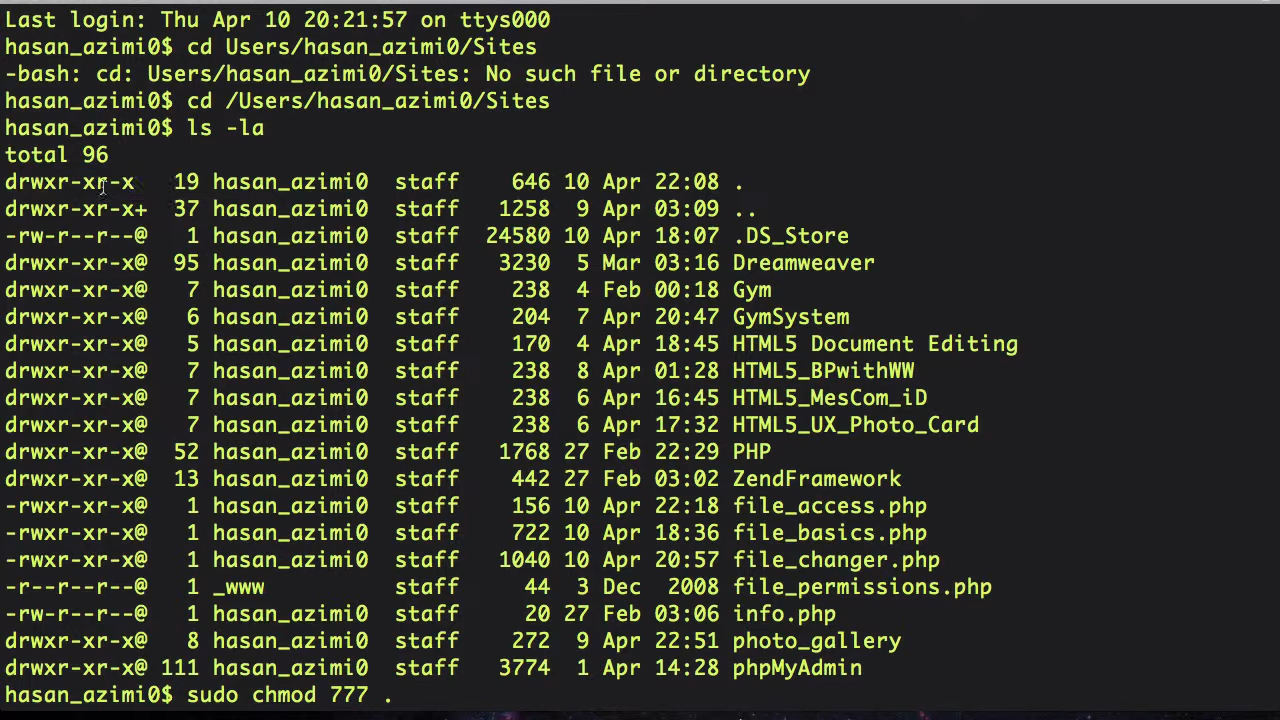 Last login: Thu Apr 10 20:21:57 on ttys000
hasan_azimi0$ cd Users/hasan_azimi0/Sites
-bash: cd: Users/hasan_azimi0/Sites: No such file or directory
hasan_azimi0$ cd /Users/hasan_azimi0/Sites
hasan_azimi0$ ls -la
total 96
drwxr-xr-x   19 hasan_azimi0  staff    646 10 Apr 22:08 .
drwxr-xr-x+  37 hasan_azimi0  staff   1258  9 Apr 03:09 ..
-rw-r--r--@   1 hasan_azimi0  staff  24580 10 Apr 18:07 .DS_Store
drwxr-xr-x@  95 hasan_azimi0  staff   3230  5 Mar 03:16 Dreamweaver
drwxr-xr-x@   7 hasan_azimi0  staff    238  4 Feb 00:18 Gym
drwxr-xr-x@   6 hasan_azimi0  staff    204  7 Apr 20:47 GymSystem
drwxr-xr-x@   5 hasan_azimi0  staff    170  4 Apr 18:45 HTML5 Document Editing
drwxr-xr-x@   7 hasan_azimi0  staff    238  8 Apr 01:28 HTML5_BPwithWW
drwxr-xr-x@   7 hasan_azimi0  staff    238  6 Apr 16:45 HTML5_MesCom_iD
drwxr-xr-x@   7 hasan_azimi0  staff    238  6 Apr 17:32 HTML5_UX_Photo_Card
drwxr-xr-x@  52 hasan_azimi0  staff   1768 27 Feb 22:29 PHP
drwxr-xr-x@  13 hasan_azimi0  staff    442 27 Feb 03:02 ZendFramework
-rwxr-xr-x@   1 hasan_azimi0  staff    156 10 Apr 22:18 file_access.php
-rwxr-xr-x@   1 hasan_azimi0  staff    722 10 Apr 18:36 file_basics.php
-rwxr-xr-x@   1 hasan_azimi0  staff   1040 10 Apr 20:57 file_changer.php
-r--r--r--@   1 _www          staff     44  3 Dec  2008 file_permissions.php
-rw-r--r--@   1 hasan_azimi0  staff     20 27 Feb 03:06 info.php
drwxr-xr-x@   8 hasan_azimi0  staff    272  9 Apr 22:51 photo_gallery
drwxr-xr-x@ 111 hasan_azimi0  staff   3774  1 Apr 14:28 phpMyAdmin
hasan_azimi0$ sudo chmod 777 .